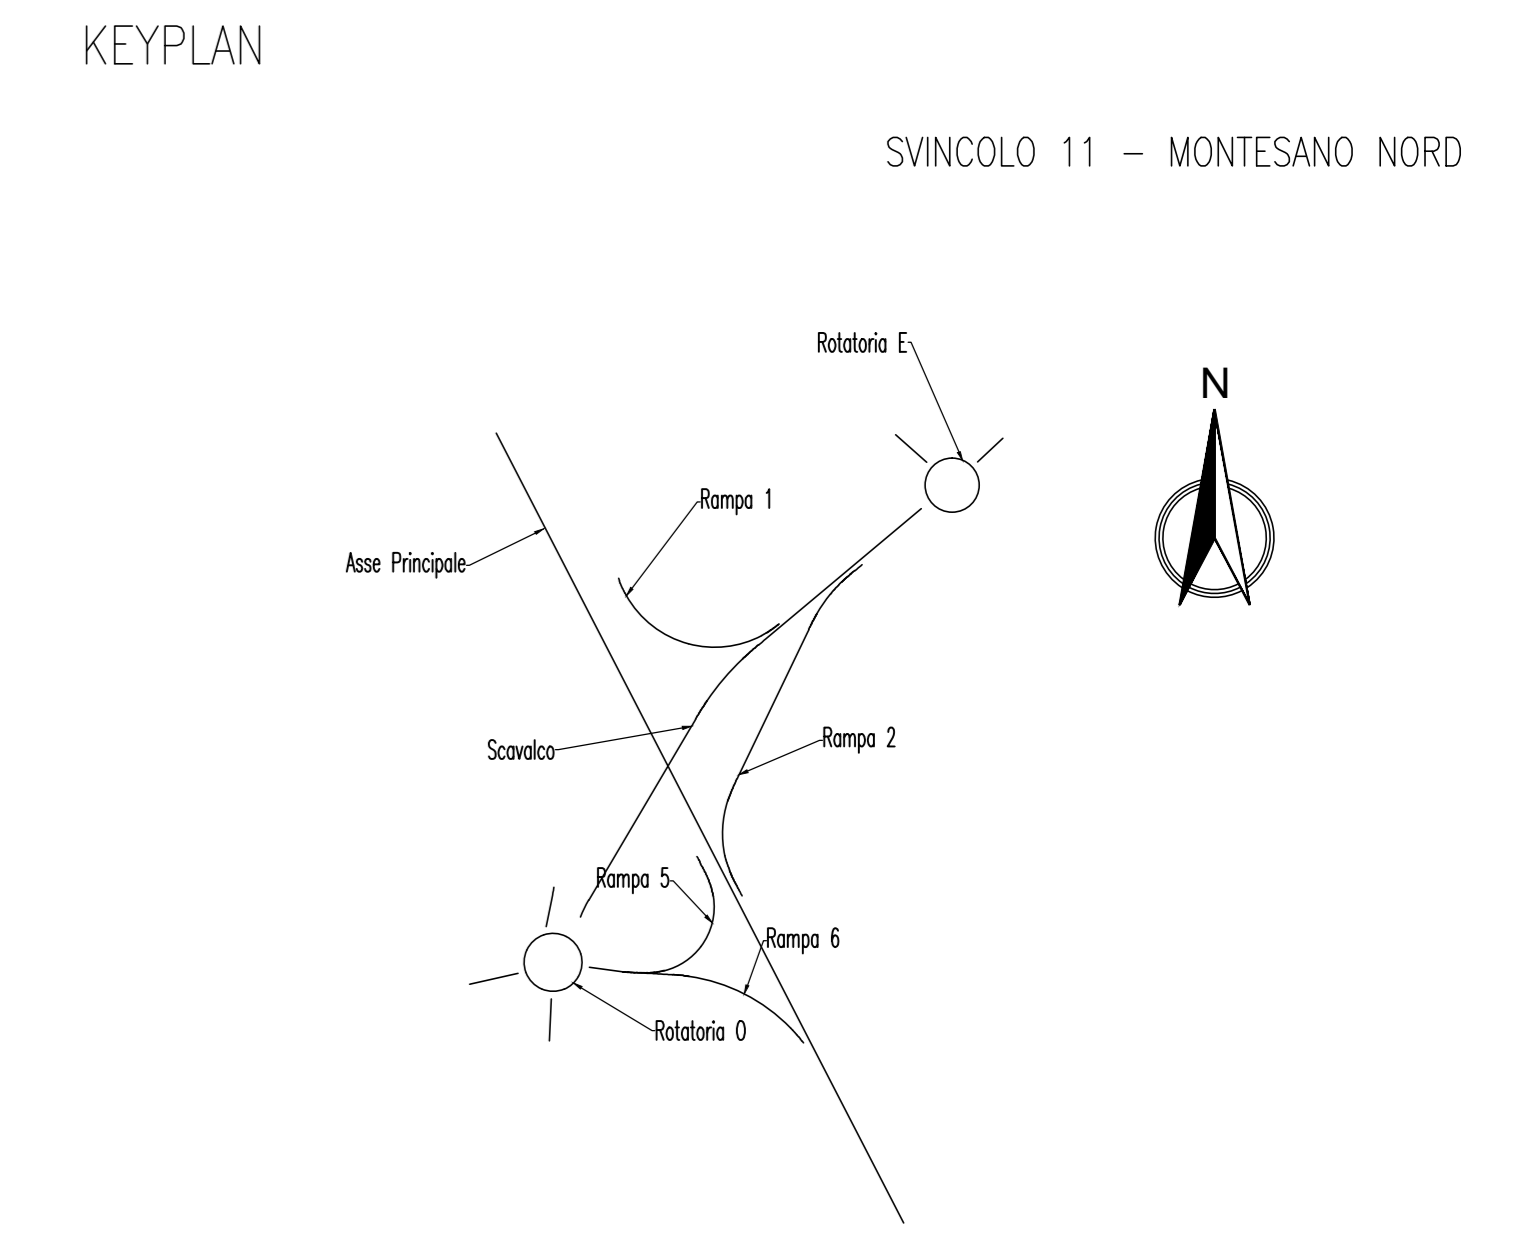 KEYPLAN
SVINCOLO 11 – MONTESANO NORD
Rotatoria E
N
Rampa 1
Asse Principale
Rampa 2
Scavalco
Rampa 5
Rampa 6
Rotatoria O